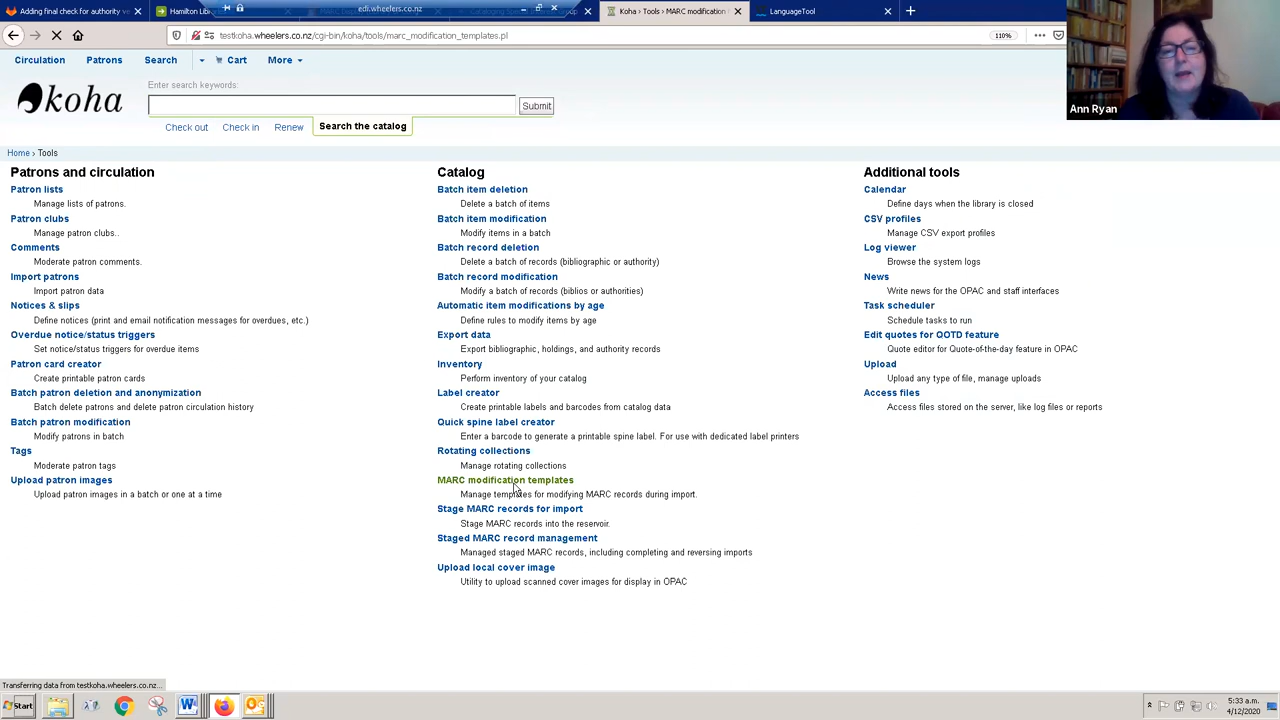 Adding final check for authority ve
Hamilton Lib
edi.wheelers.co.nz
Koha › Tools › MARC modification
LanguageTool
testkoha.wheelers.co.nz/cgi-bin/koha/tools/marc_modification_templates.pl
110%
Circulation Patrons Search Cart More
Ann Ryan
koha
Enter search keywords:
Submit
Check out Check in Renew Search the catalog
Home › Tools
Patrons and circulation
Patron lists
Manage lists of patrons.
Patron clubs
Manage patron clubs..
Comments
Moderate patron comments.
Import patrons
Import patron data
Notices & slips
Define notices (print and email notification messages for overdues, etc.)
Overdue notice/status triggers
Set notice/status triggers for overdue items
Patron card creator
Create printable patron cards
Batch patron deletion and anonymization
Batch delete patrons and delete patron circulation history
Batch patron modification
Modify patrons in batch
Tags
Moderate patron tags
Upload patron images
Upload patron images in a batch or one at a time
Catalog
Batch item deletion
Delete a batch of items
Batch item modification
Modify items in a batch
Batch record deletion
Delete a batch of records (bibliographic or authority)
Batch record modification
Modify a batch of records (biblios or authorities)
Automatic item modifications by age
Define rules to modify items by age
Export data
Export bibliographic, holdings, and authority records
Inventory
Perform inventory of your catalog
Label creator
Create printable labels and barcodes from catalog data
Quick spine label creator
Enter a barcode to generate a printable spine label. For use with dedicated label printers
Rotating collections
Manage rotating collections
MARC modification templates
Manage templates for modifying MARC records during import.
Stage MARC records for import
Stage MARC records into the reservoir.
Staged MARC record management
Managed staged MARC records, including completing and reversing imports
Upload local cover image
Utility to upload scanned cover images for display in OPAC
Additional tools
Calendar
Define days when the library is closed
CSV profiles
Manage CSV export profiles
Log viewer
Browse the system logs
News
Write news for the OPAC and staff interfaces
Task scheduler
Schedule tasks to run
Edit quotes for QOTD feature
Quote editor for Quote-of-the-day feature in OPAC
Upload
Upload any type of file, manage uploads
Access files
Access files stored on the server, like log files or reports
Transferring data from testkoha.wheelers.co.nz...
Start
5:33 a.m.
4/12/2020